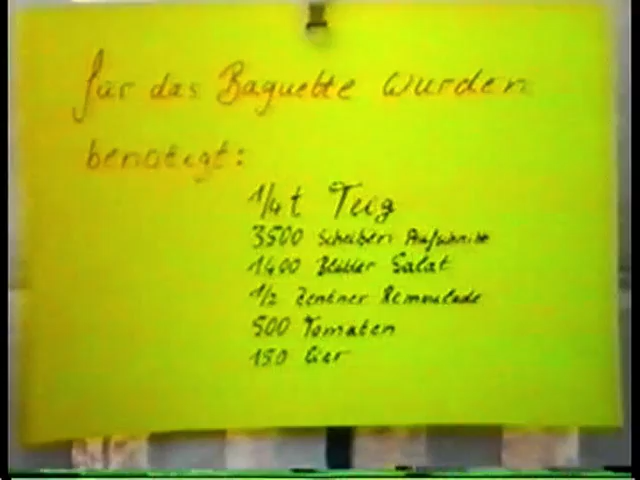 für das Baguette wurden
benötigt:
1/4 t Teig
3500 Scheiben Aufschnitt
1400 Blätter Salat
1/2 Zentner Remoulade
500 Tomaten
150 Eier